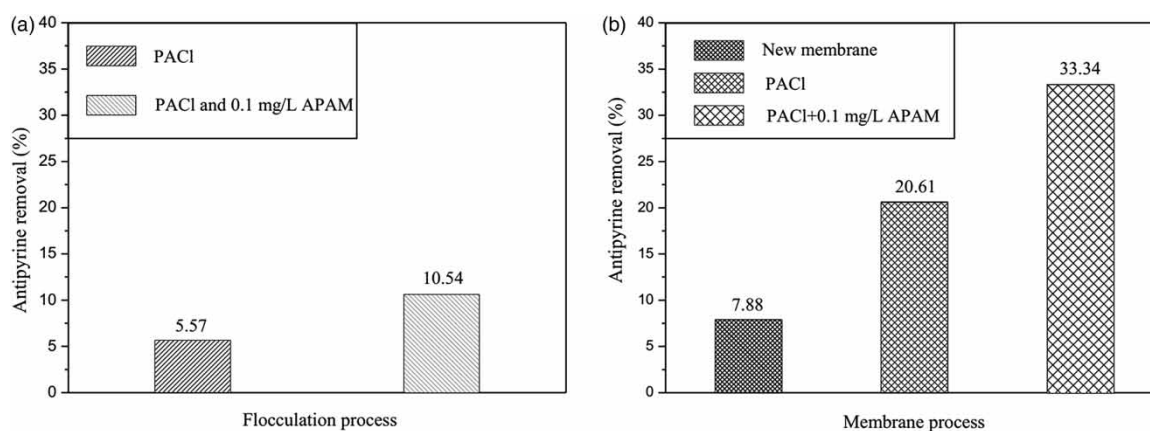 (a)
40
35
30
25
20
15
10
5
0
Antipyrine removal (%)
PACl
PACl and 0.1 mg/L APAM
5.57
10.54
Flocculation process
(b)
40
35
30
25
20
15
10
5
0
Antipyrine removal (%)
New membrane
PACl
PACl+0.1 mg/L APAM
7.88
20.61
33.34
Membrane process